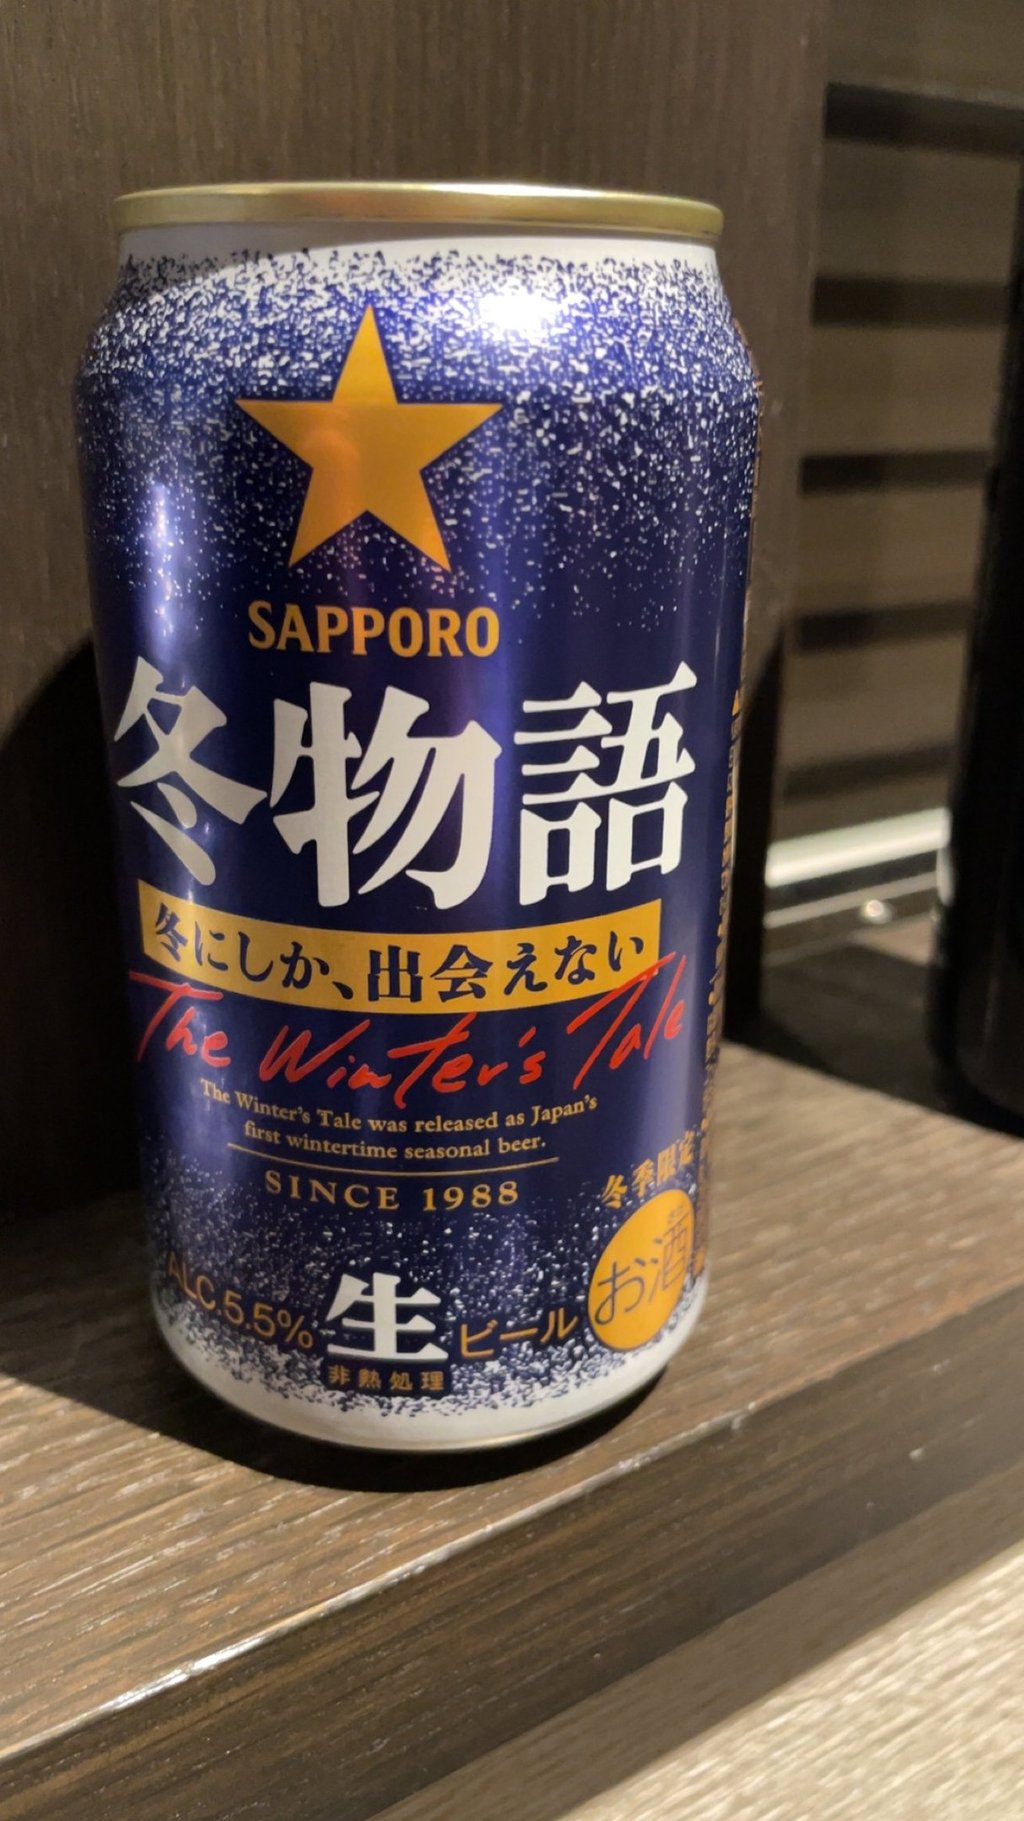 SAPPORO
冬物語
冬にしか、出会えない
The Winter's Tale
The Winter's Tale was released as Japan's
first wintertime seasonal beer.
SINCE 1988
冬季限定
お酒
ALC.5.5%
生ビール
非熱処理